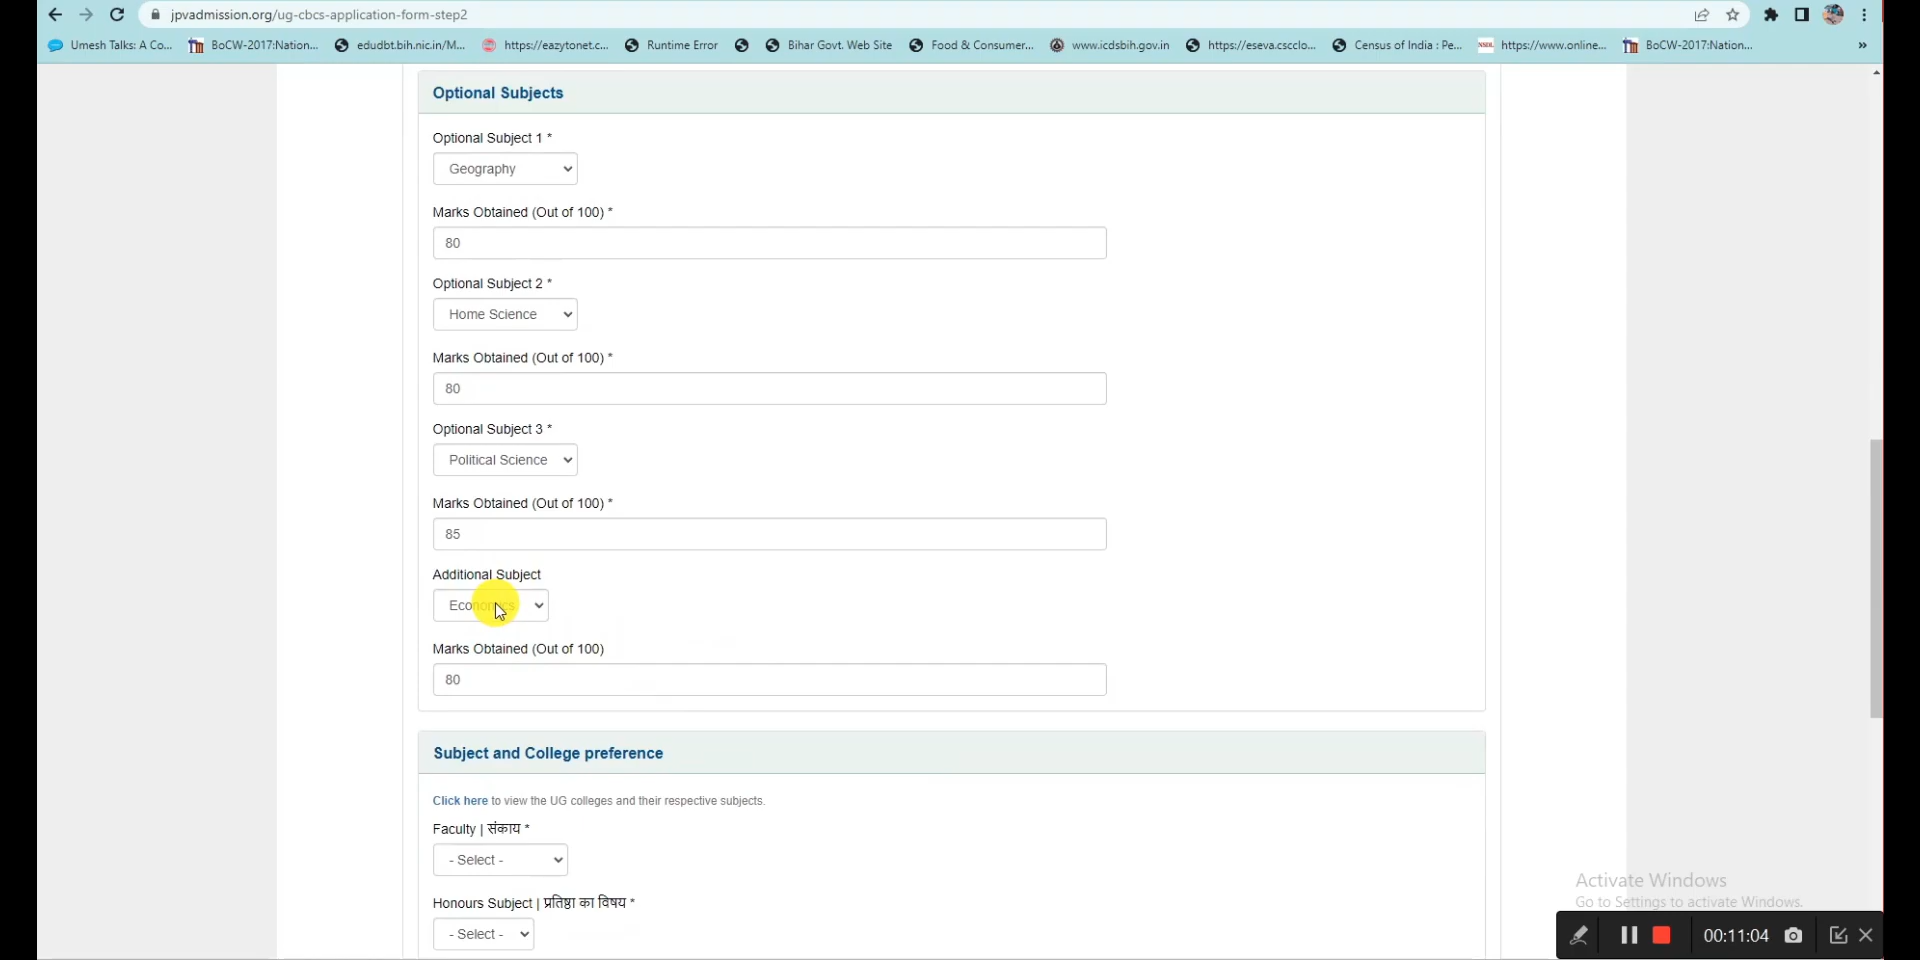 jpvadmission.org/ug-cbcs-application-form-step2
Umesh Talks: A Co...
BoCW-2017:Nation...
edudbt.bih.nic.in/M...
https://eazytonet.c...
Runtime Error
Bihar Govt. Web Site
Food & Consumer...
www.icdsbih.gov.in
https://eseva.cscclo...
Census of India : Pe...
NSDL
https://www.online...
BoCW-2017:Nation...
»
Optional Subjects
Optional Subject 1 *
Geography
Marks Obtained (Out of 100) *
80
Optional Subject 2 *
Home Science
Marks Obtained (Out of 100) *
80
Optional Subject 3 *
Political Science
Marks Obtained (Out of 100) *
85
Additional Subject
Economics
Marks Obtained (Out of 100)
80
Subject and College preference
Click here to view the UG colleges and their respective subjects.
Faculty | संकाय *
- Select -
Honours Subject | प्रतिष्ठा का विषय *
- Select -
Activate Windows
Go to Settings to activate Windows.
00:11:04